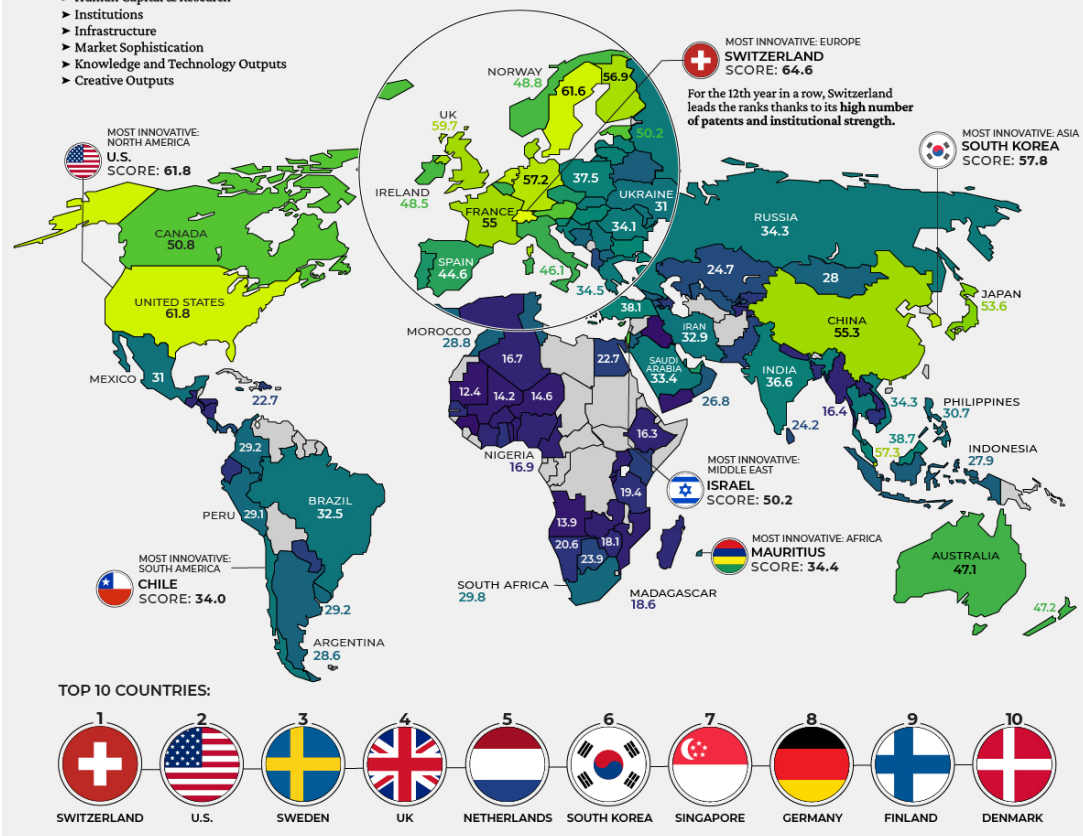 ➤ Human Capital & Research
➤ Institutions
➤ Infrastructure
➤ Market Sophistication
➤ Knowledge and Technology Outputs
➤ Creative Outputs
MOST INNOVATIVE: EUROPE
SWITZERLAND
SCORE: 64.6
For the 12th year in a row, Switzerland
leads the ranks thanks to its high number
of patents and institutional strength.
MOST INNOVATIVE:
NORTH AMERICA
U.S.
SCORE: 61.8
MOST INNOVATIVE: ASIA
SOUTH KOREA
SCORE: 57.8
NORWAY
48.8
61.6
56.9
UK
59.7
50.2
IRELAND
48.5
57.2
37.5
UKRAINE
31
FRANCE
55
34.1
SPAIN
44.6
46.1
34.5
CANADA
50.8
UNITED STATES
61.8
MEXICO
31
22.7
RUSSIA
34.3
24.7
28
CHINA
55.3
JAPAN
53.6
38.1
IRAN
32.9
SAUDI
ARABIA
33.4
26.8
INDIA
36.6
24.2
16.4
34.3
PHILIPPINES
30.7
38.7
57.3
INDONESIA
27.9
MOROCCO
28.8
16.7
22.7
12.4
14.2
14.6
NIGERIA
16.9
16.3
19.4
13.9
20.6
18.1
23.9
SOUTH AFRICA
29.8
MADAGASCAR
18.6
MOST INNOVATIVE:
MIDDLE EAST
ISRAEL
SCORE: 50.2
MOST INNOVATIVE: AFRICA
MAURITIUS
SCORE: 34.4
29.2
PERU
29.1
BRAZIL
32.5
MOST INNOVATIVE:
SOUTH AMERICA
CHILE
SCORE: 34.0
29.2
ARGENTINA
28.6
AUSTRALIA
47.1
47.2
TOP 10 COUNTRIES:
1
2
3
4
5
6
7
8
9
10
SWITZERLAND
U.S.
SWEDEN
UK
NETHERLANDS
SOUTH KOREA
SINGAPORE
GERMANY
FINLAND
DENMARK